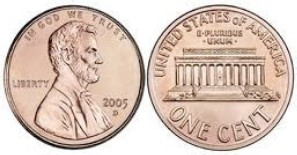 IN GOD WE TRUST
LIBERTY
2005
D
UNITED STATES OF AMERICA
E·PLURIBUS
·UNUM·
ONE CENT